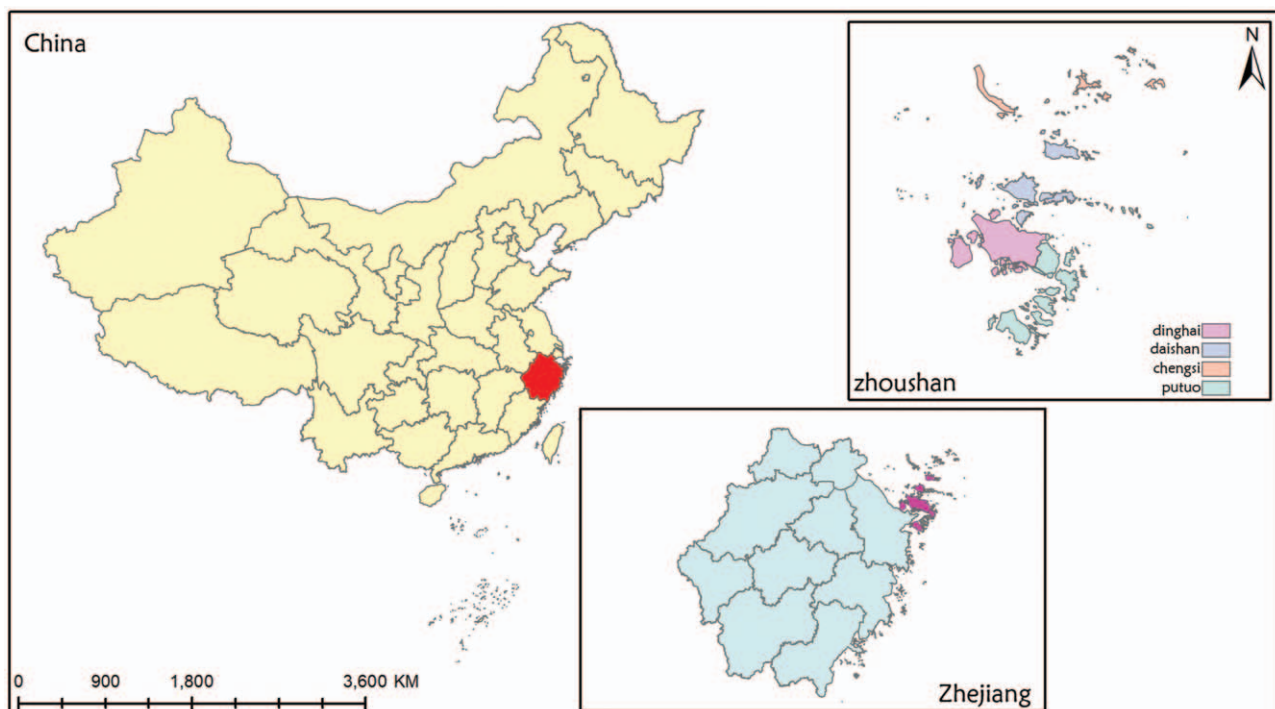 China
N
dinghai
daishan
chengsi
putuo
zhoushan
Zhejiang
0 900 1,800 3,600 KM